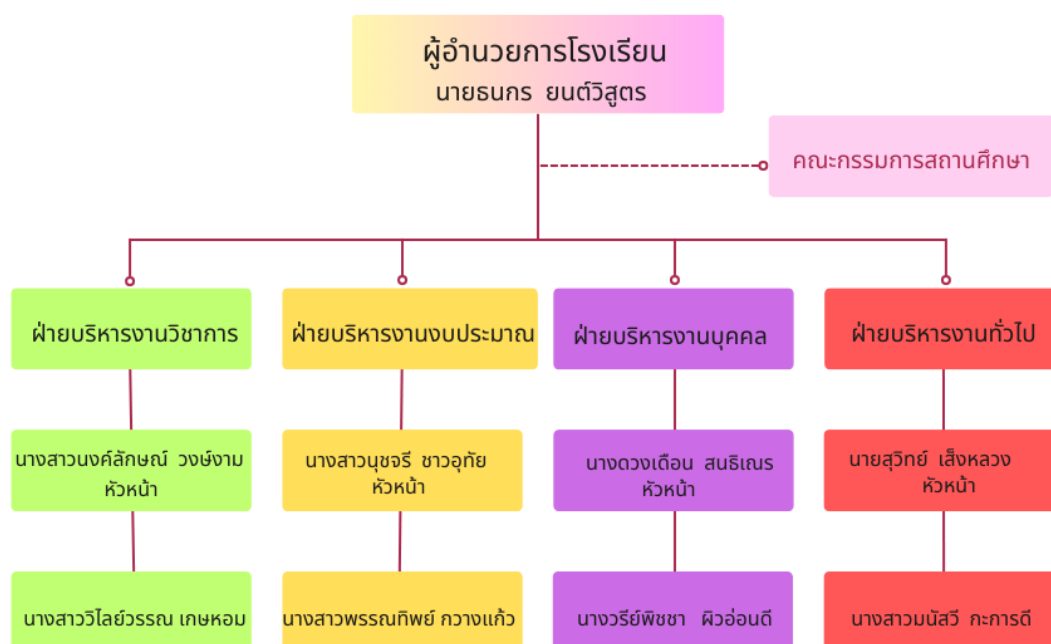 ผู้อำนวยการโรงเรียน
นายธนกร ยนต์วิสูตร
คณะกรรมการสถานศึกษา
ฝ่ายบริหารงานวิชาการ
ฝ่ายบริหารงานงบประมาณ
ฝ่ายบริหารงานบุคคล
ฝ่ายบริหารงานทั่วไป
นางสาวนงค์ลักษณ์ วงษ์งาม
หัวหน้า
นางสาวนุชจรี ชาวอุทัย
หัวหน้า
นางดวงเดือน สนธิเณร
หัวหน้า
นายสุวิทย์ เส็งหลวง
หัวหน้า
นางสาววิไลย์วรรณ เกษหอม
นางสาวพรรณทิพย์ กวางแก้ว
นางวรีย์พิชชา ผิวอ่อนดี
นางสาวมนัสวี กะการดี